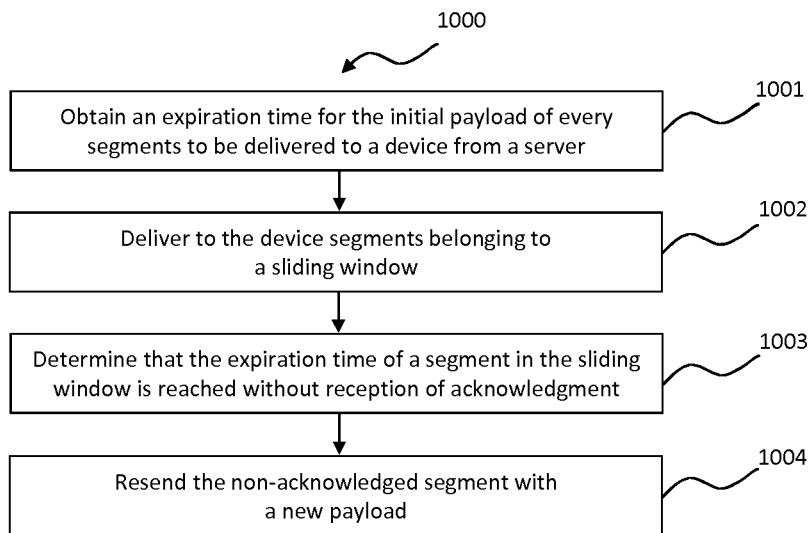 1000
1001
Obtain an expiration time for the initial payload of every
segments to be delivered to a device from a server
1002
Deliver to the device segments belonging to
a sliding window
1003
Determine that the expiration time of a segment in the sliding
window is reached without reception of acknowledgment
1004
Resend the non-acknowledged segment with
a new payload